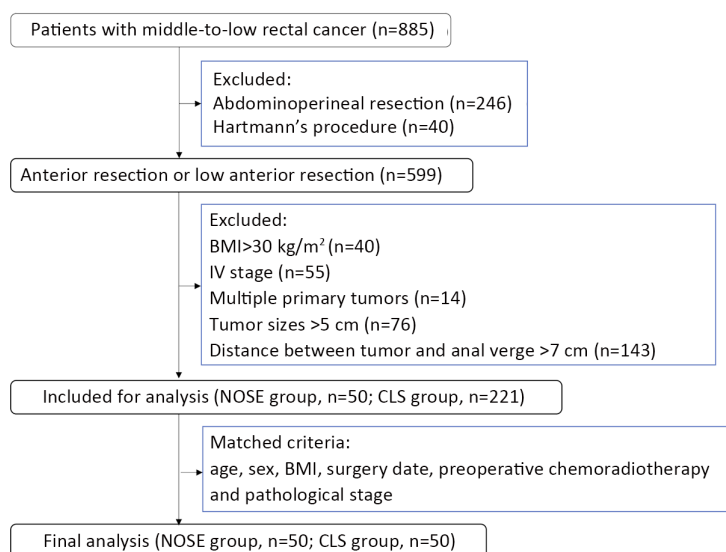 Patients with middle-to-low rectal cancer (n=885)
Excluded:
Abdominoperineal resection (n=246)
Hartmann’s procedure (n=40)
Anterior resection or low anterior resection (n=599)
Excluded:
BMI>30 kg/m² (n=40)
IV stage (n=55)
Multiple primary tumors (n=14)
Tumor sizes >5 cm (n=76)
Distance between tumor and anal verge >7 cm (n=143)
Included for analysis (NOSE group, n=50; CLS group, n=221)
Matched criteria:
age, sex, BMI, surgery date, preoperative chemoradiotherapy
and pathological stage
Final analysis (NOSE group, n=50; CLS group, n=50)